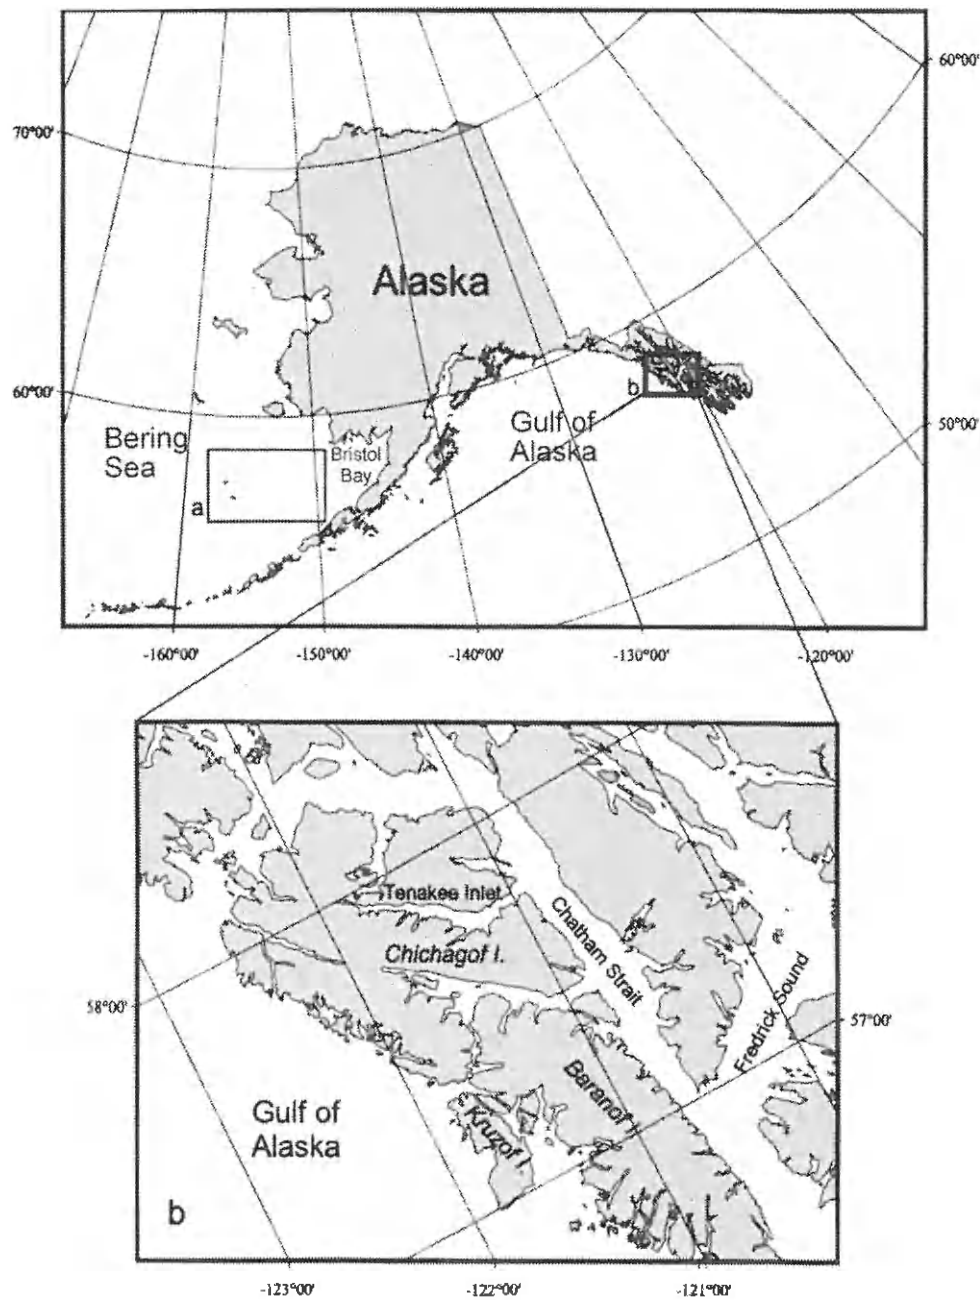 60°00'
70°00'
Alaska
60°00'
b
50°00'
Gulf of
Alaska
Bering
Sea
Bristol
Bay
a
-160°00'
-150°00'
-140°00'
-130°00'
-120°00'
Tenakee Inlet
Chichagof I.
Chatham Strait
Fredrick Sound
58°00'
57°00'
Baranof I.
Kruzof I.
Gulf of
Alaska
b
-123°00'
-122°00'
-121°00'